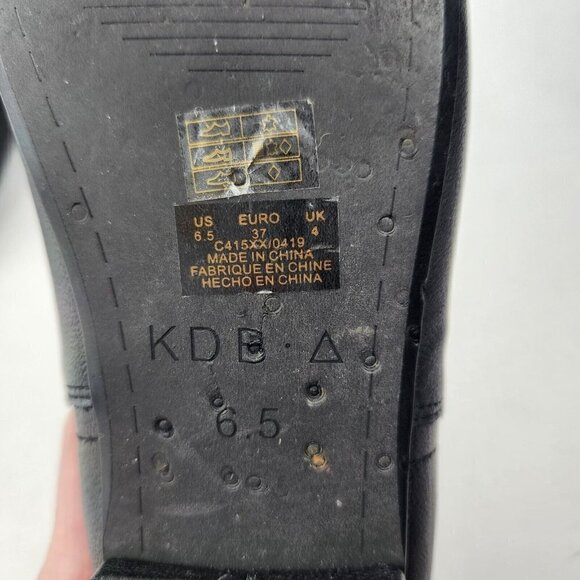 US EURO UK
6.5 37 4
C415XX/0419
MADE IN CHINA
FABRIQUE EN CHINE
HECHO EN CHINA
KDB · Δ
6.5